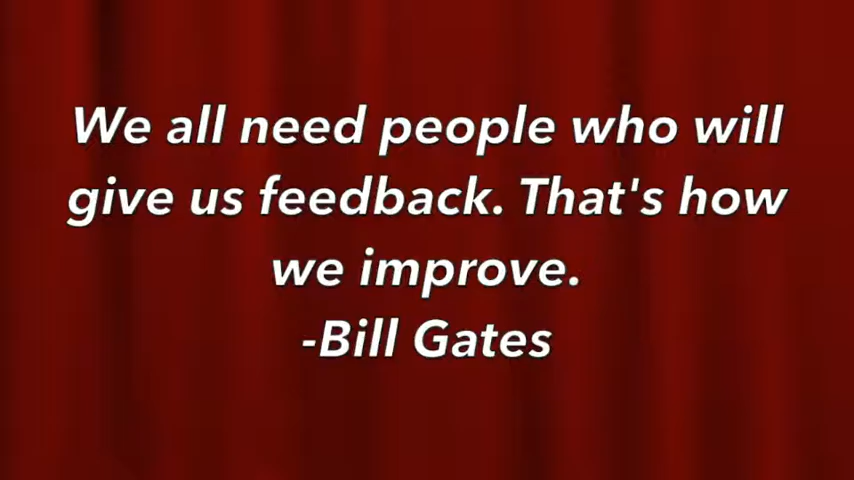 We all need people who will
give us feedback. That's how
we improve.
-Bill Gates